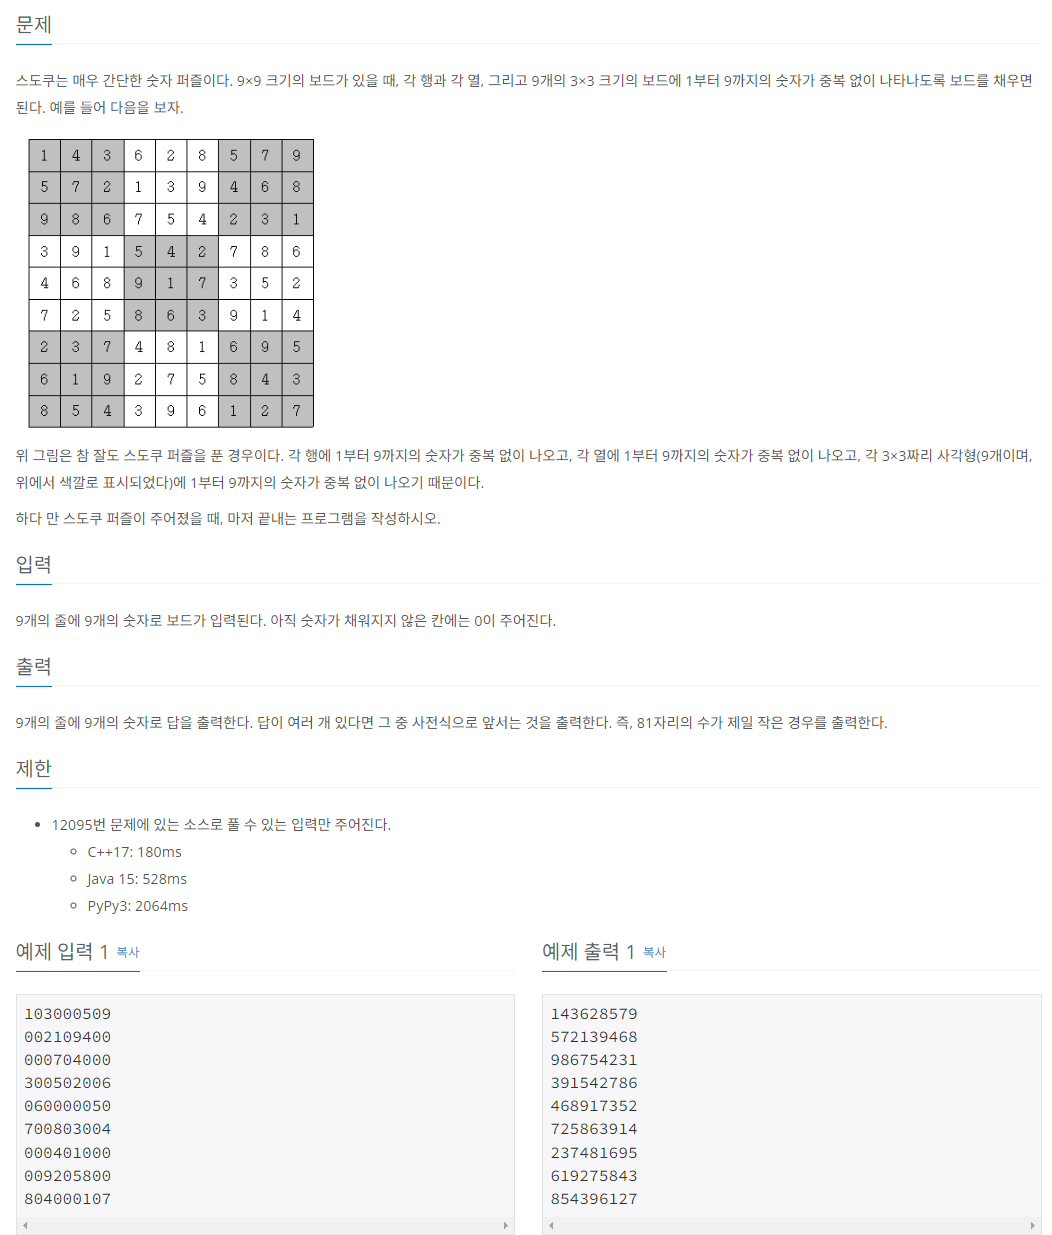 문제
스도쿠는 매우 간단한 숫자 퍼즐이다. 9×9 크기의 보드가 있을 때, 각 행과 각 열, 그리고 9개의 3×3 크기의 보드에 1부터 9까지의 숫자가 중복 없이 나타나도록 보드를 채우면
된다. 예를 들어 다음을 보자.
1 4 3 6 2 8 5 7 9
5 7 2 1 3 9 4 6 8
9 8 6 7 5 4 2 3 1
3 9 1 5 4 2 7 8 6
4 6 8 9 1 7 3 5 2
7 2 5 8 6 3 9 1 4
2 3 7 4 8 1 6 9 5
6 1 9 2 7 5 8 4 3
8 5 4 3 9 6 1 2 7
위 그림은 참 잘도 스도쿠 퍼즐을 푼 경우이다. 각 행에 1부터 9까지의 숫자가 중복 없이 나오고, 각 열에 1부터 9까지의 숫자가 중복 없이 나오고, 각 3×3짜리 사각형(9개이며,
위에서 색깔로 표시되었다)에 1부터 9까지의 숫자가 중복 없이 나오기 때문이다.
하다 만 스도쿠 퍼즐이 주어졌을 때, 마저 끝내는 프로그램을 작성하시오.
입력
9개의 줄에 9개의 숫자로 보드가 입력된다. 아직 숫자가 채워지지 않은 칸에는 0이 주어진다.
출력
9개의 줄에 9개의 숫자로 답을 출력한다. 답이 여러 개 있다면 그 중 사전식으로 앞서는 것을 출력한다. 즉, 81자리의 수가 제일 작은 경우를 출력한다.
제한
• 12095번 문제에 있는 소스로 풀 수 있는 입력만 주어진다.
◦ C++17: 180ms
◦ Java 15: 528ms
◦ PyPy3: 2064ms
예제 입력 1 복사
103000509
002109400
000704000
300502006
060000050
700803004
000401000
009205800
804000107
예제 출력 1 복사
143628579
572139468
986754231
391542786
468917352
725863914
237481695
619275843
854396127